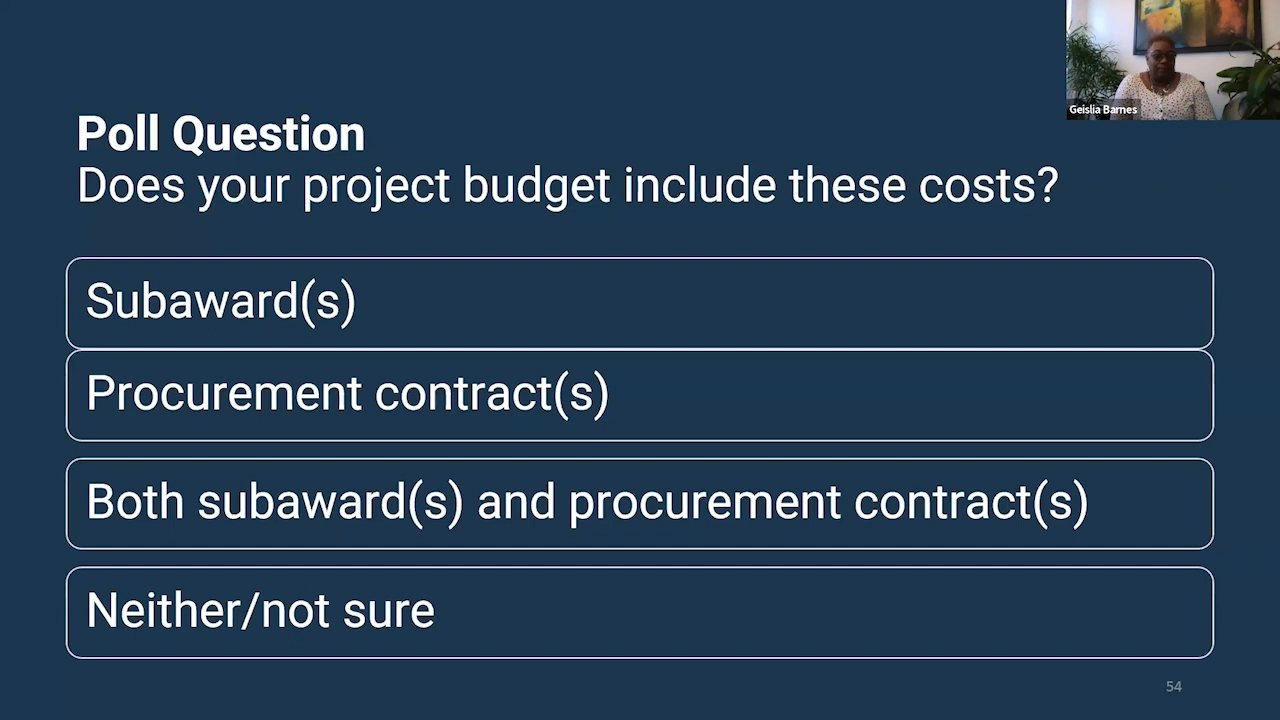 Geislia Barnes
Poll Question
Does your project budget include these costs?
Subaward(s)
Procurement contract(s)
Both subaward(s) and procurement contract(s)
Neither/not sure
54